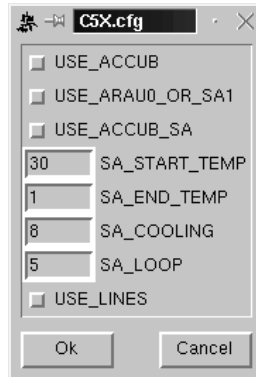 C5X.cfg
USE_ACCUB
USE_ARAU0_OR_SA1
USE_ACCUB_SA
30 SA_START_TEMP
1 SA_END_TEMP
8 SA_COOLING
5 SA_LOOP
USE_LINES
Ok Cancel